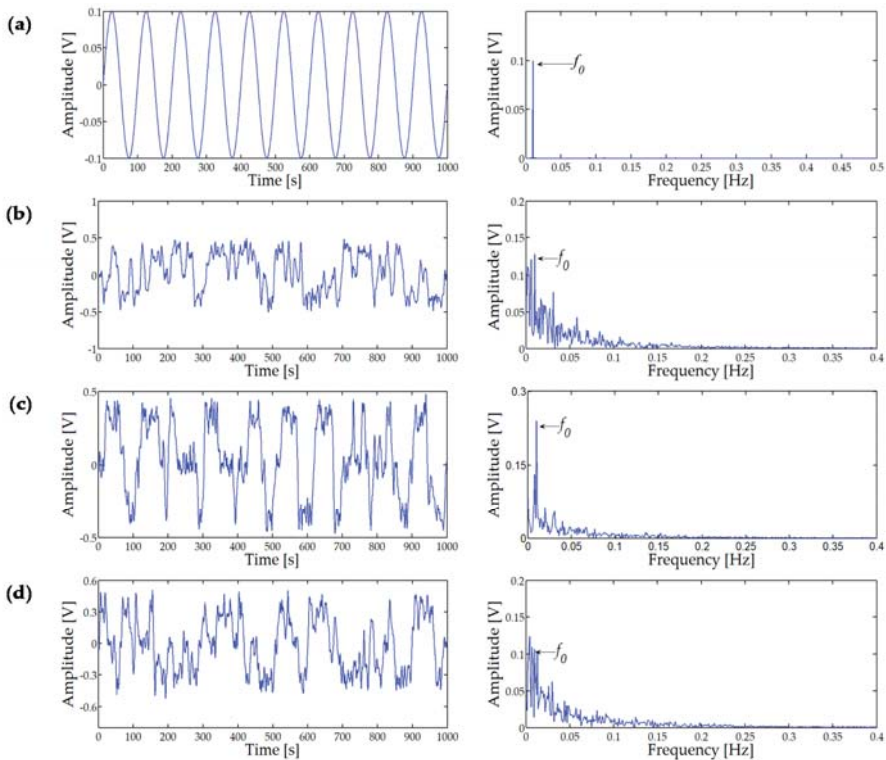 (a)
Amplitude [V]
0.1
0.05
0
-0.05
-0.1
0 100 200 300 400 500 600 700 800 900 1000
Time [s]
Amplitude [V]
0.1
0.05
0
f0
0 0.05 0.1 0.15 0.2 0.25 0.3 0.35 0.4 0.45 0.5
Frequency [Hz]
(b)
Amplitude [V]
1
0.5
0
-0.5
-1
0 100 200 300 400 500 600 700 800 900 1000
Time [s]
Amplitude [V]
0.2
0.15
0.1
0.05
0
f0
0 0.05 0.1 0.15 0.2 0.25 0.3 0.35 0.4
Frequency [Hz]
(c)
Amplitude [V]
0.5
0
-0.5
0 100 200 300 400 500 600 700 800 900 1000
Time [s]
Amplitude [V]
0.3
0.15
0
f0
0 0.05 0.1 0.15 0.2 0.25 0.3 0.35 0.4
Frequency [Hz]
(d)
Amplitude [V]
0.6
0.3
0
-0.3
-0.6
0 100 200 300 400 500 600 700 800 900 1000
Time [s]
Amplitude [V]
0.2
0.15
0.1
0.05
0
f0
0 0.05 0.1 0.15 0.2 0.25 0.3 0.35 0.4
Frequency [Hz]